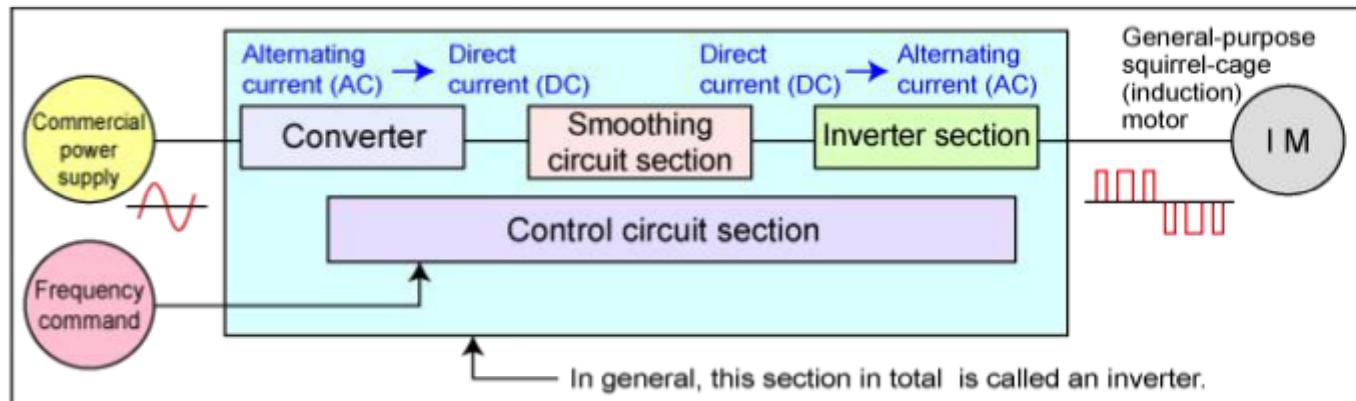 Alternating
current (AC)
Direct
current (DC)
Direct
current (DC)
Alternating
current (AC)
General-purpose
squirrel-cage
(induction)
motor
Commercial
power
supply
Converter
Smoothing
circuit section
Inverter section
I M
Control circuit section
Frequency
command
In general, this section in total is called an inverter.